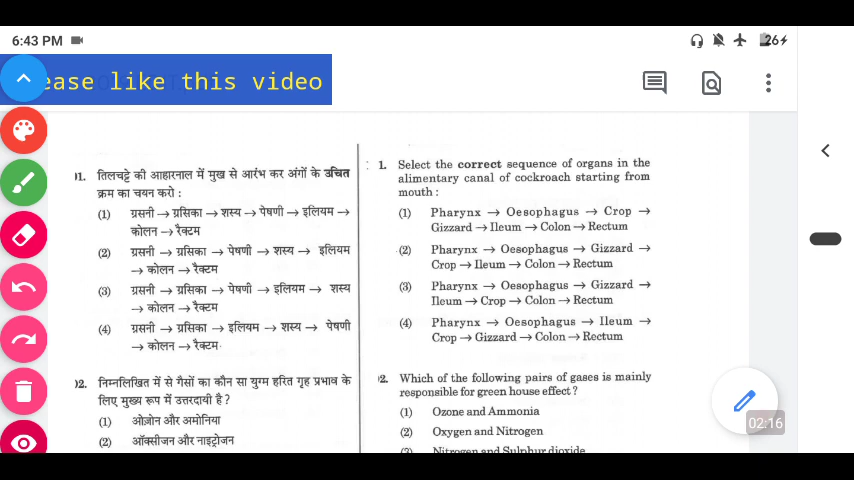 6:43 PM
26
ease like this video
01.
तिलचट्टे की आहारनाल में मुख से आरंभ कर अंगों के उचित
क्रम का चयन करो :
(1) ग्रसनी → ग्रसिका → शस्य → पेषणी → इलियम →
कोलन → रैक्टम
(2) ग्रसनी → ग्रसिका → पेषणी → शस्य → इलियम
→ कोलन → रैक्टम
(3) ग्रसनी → ग्रसिका → पेषणी → इलियम → शस्य
→ कोलन → रैक्टम
(4) ग्रसनी → ग्रसिका → इलियम → शस्य → पेषणी
→ कोलन → रैक्टम
02. निम्नलिखित में से गैसों का कौन सा युग्म हरित गृह प्रभाव के
लिए मुख्य रूप में उत्तरदायी है ?
(1) ओज़ोन और अमोनिया
(2) ऑक्सीजन और नाइट्रोजन
1. Select the correct sequence of organs in the
alimentary canal of cockroach starting from
mouth :
(1) Pharynx → Oesophagus → Crop →
Gizzard → Ileum → Colon → Rectum
(2) Pharynx → Oesophagus → Gizzard →
Crop → Ileum → Colon → Rectum
(3) Pharynx → Oesophagus → Gizzard →
Ileum → Crop → Colon → Rectum
(4) Pharynx → Oesophagus → Ileum →
Crop → Gizzard → Colon → Rectum
2. Which of the following pairs of gases is mainly
responsible for green house effect ?
(1) Ozone and Ammonia
(2) Oxygen and Nitrogen
(3) Nitrogen and Sulphur dioxide
02:16